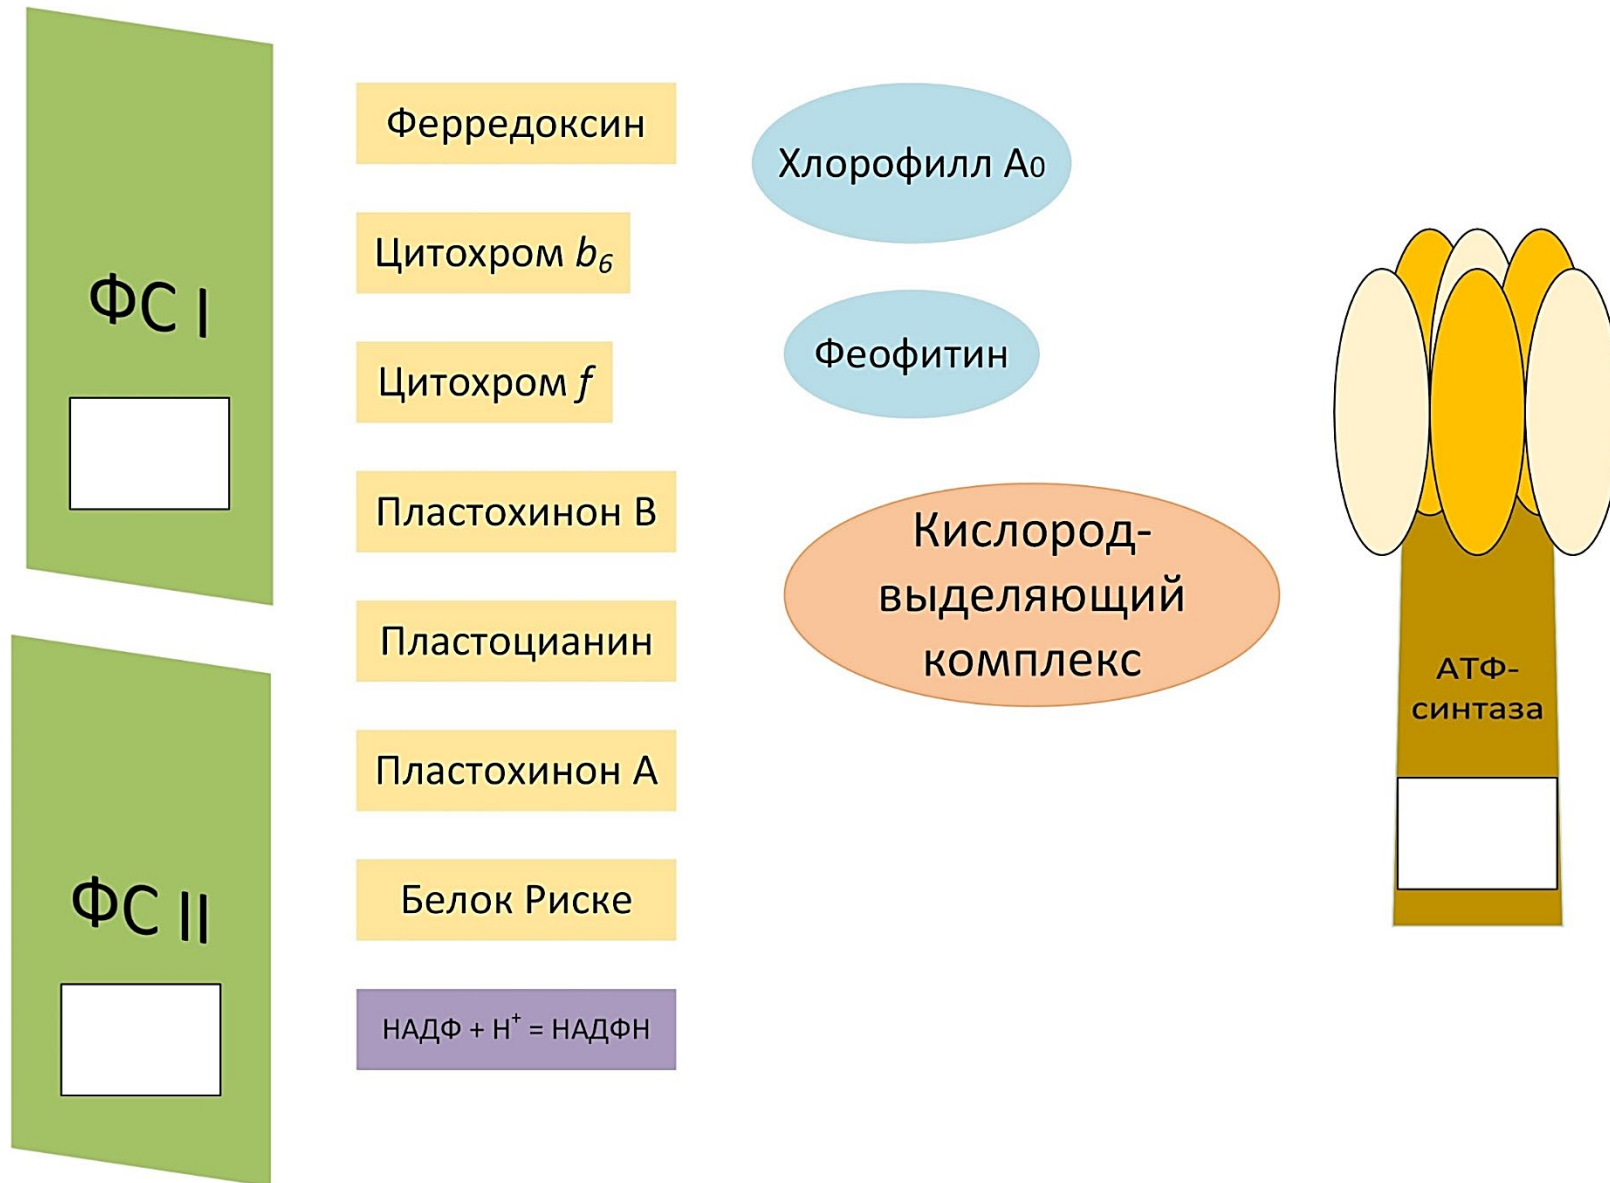 ФС I
ФС II
Ферредоксин
Цитохром b₆
Цитохром f
Пластохинон В
Пластоцианин
Пластохинон А
Белок Риске
НАДФ + Н⁺ = НАДФН
Хлорофилл А₀
Феофитин
Кислород-
выделяющий
комплекс
АТФ-
синтаза